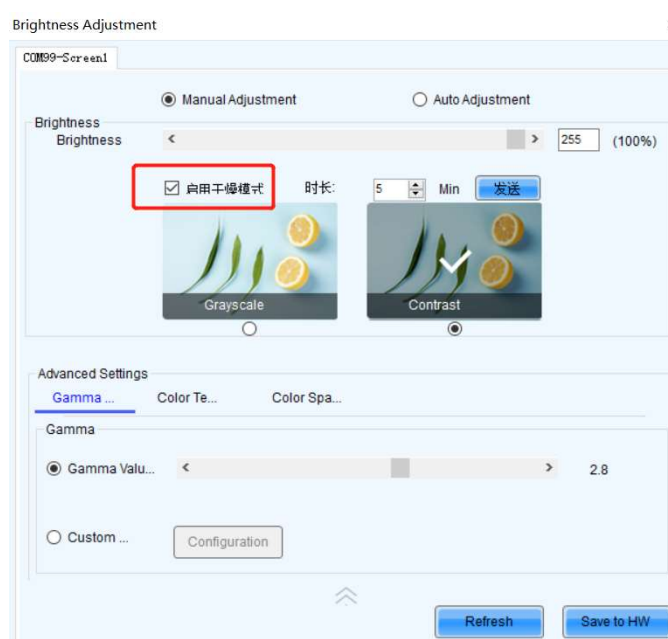 Brightness Adjustment
COM99-Screen1
Manual Adjustment Auto Adjustment
Brightness
Brightness 255 (100%)
启用干燥模式 时长: 5 Min 发送
Grayscale Contrast
Advanced Settings
Gamma ... Color Te... Color Spa...
Gamma
Gamma Valu... 2.8
Custom ... Configuration
Refresh Save to HW